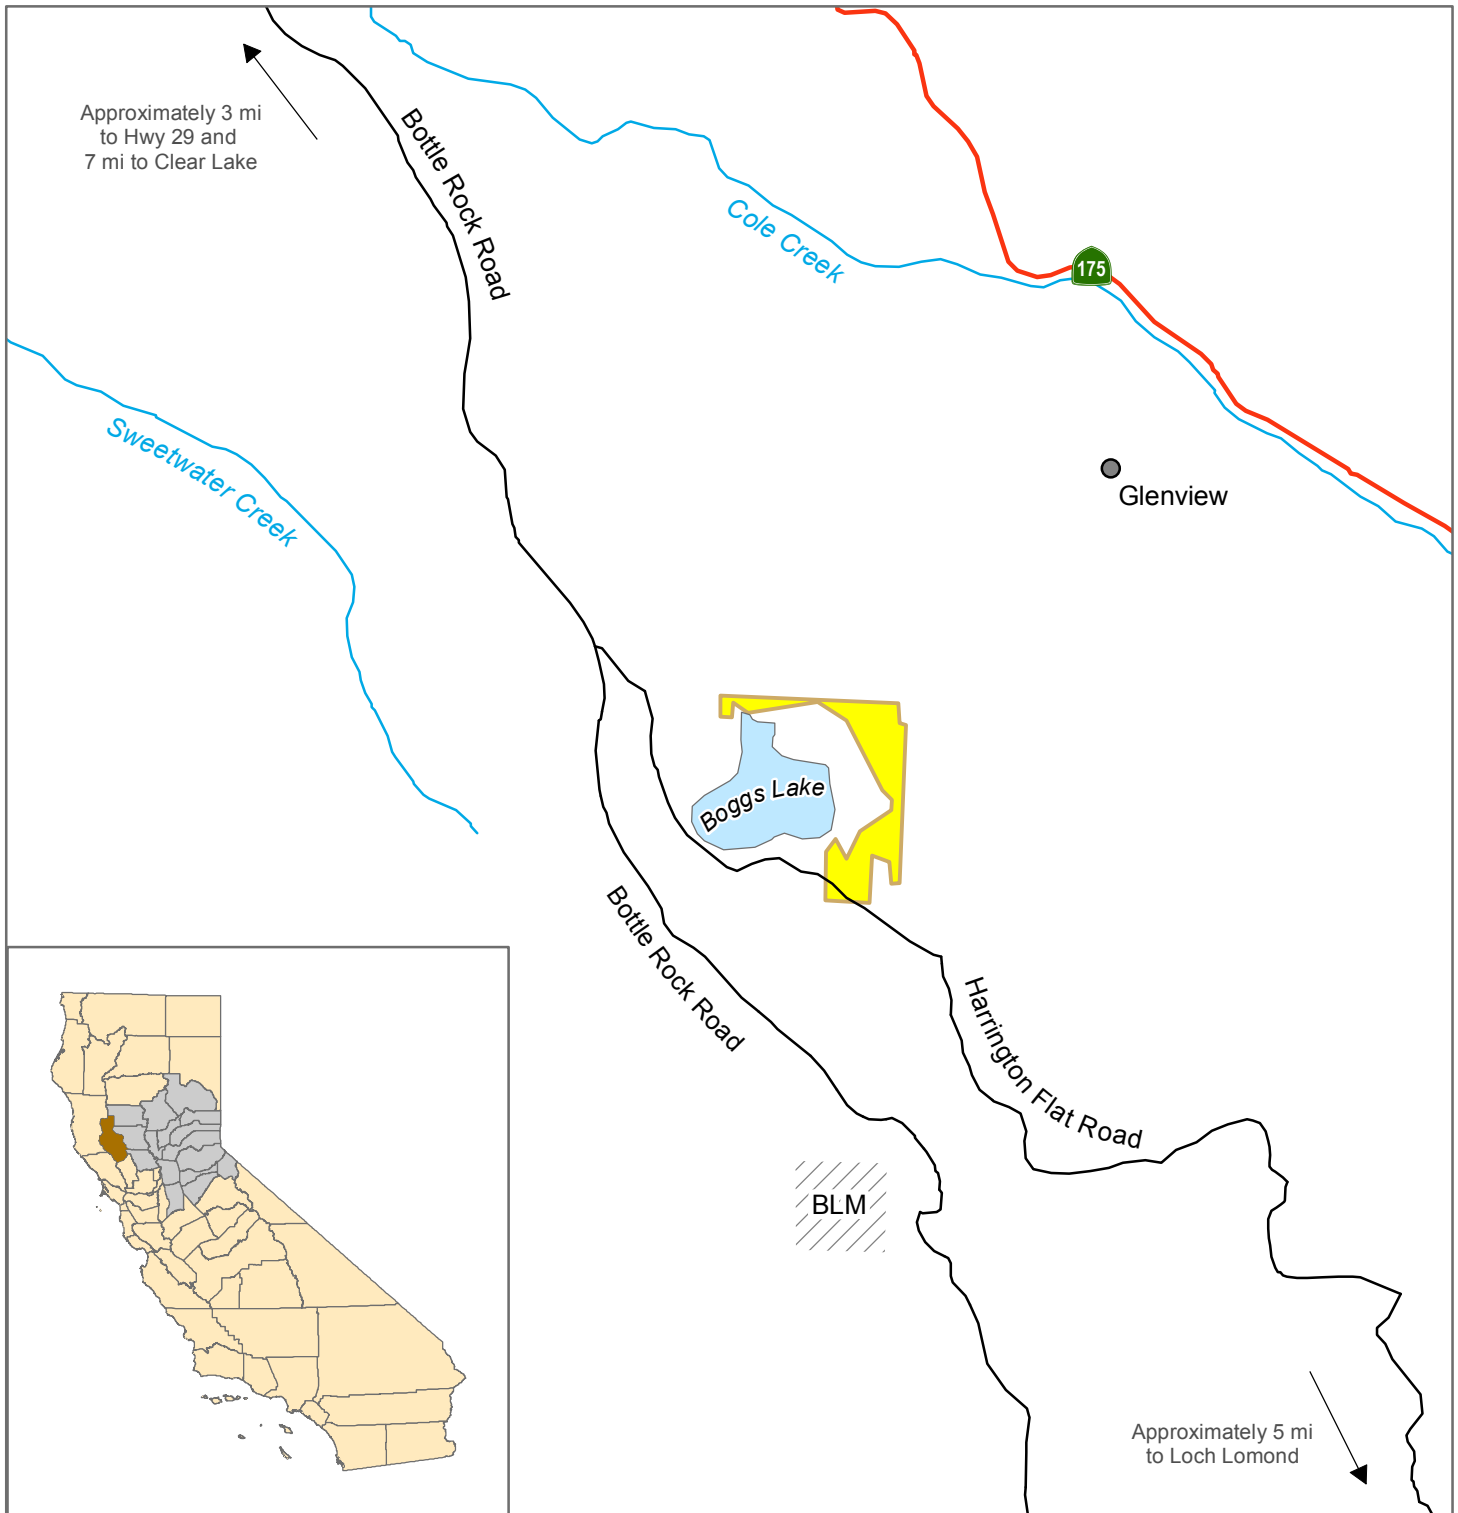 Approximately 3 mi
to Hwy 29 and
7 mi to Clear Lake
Bottle Rock Road
Cole Creek
175
Sweetwater Creek
Glenview
Boggs Lake
Bottle Rock Road
Harrington Flat Road
BLM
Approximately 5 mi
to Loch Lomond